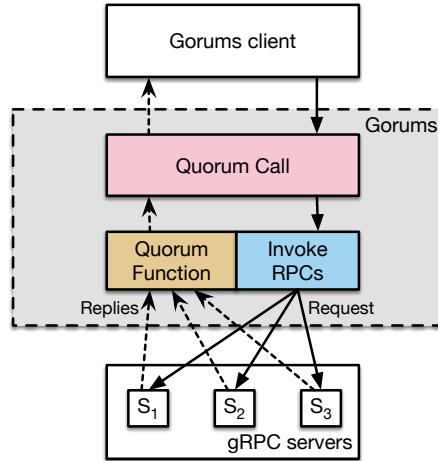 Gorums client
Gorums
Quorum Call
Quorum
Function
Invoke
RPCs
Replies
Request
S₁
S₂
S₃
gRPC servers